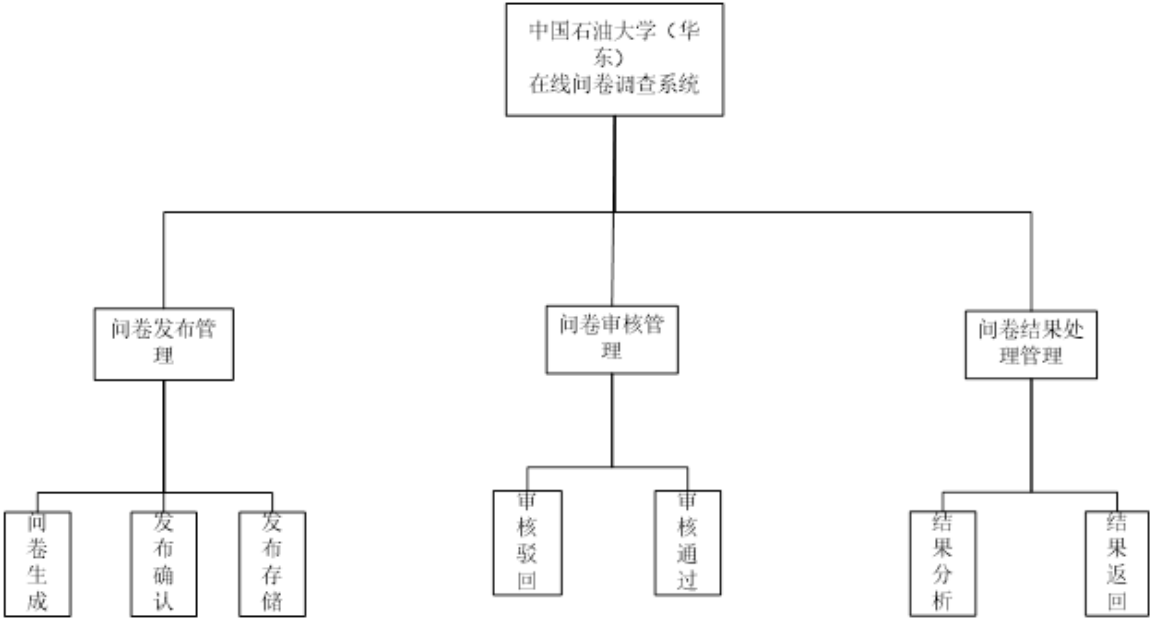 中国石油大学（华
东）
在线问卷调查系统
问卷发布管
理
问卷审核管
理
问卷结果处
理管理
问卷生成
发布确认
发布存储
审核驳回
审核通过
结果分析
结果返回